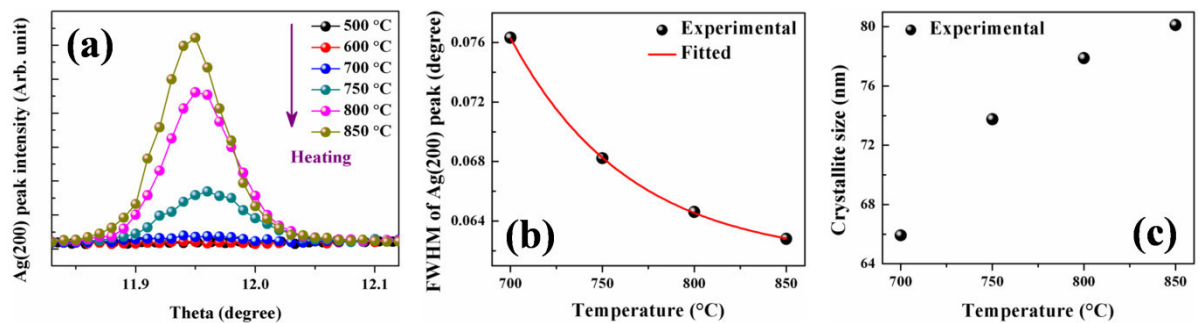 (a)
500 °C
600 °C
700 °C
750 °C
800 °C
850 °C
Heating
Ag(200) peak intensity (Arb. unit)
11.9
12.0
12.1
Theta (degree)
0.076
0.072
0.068
0.064
FWHM of Ag(200) peak (degree)
Experimental
Fitted
(b)
700
750
800
850
Temperature (°C)
80
76
72
68
64
Crystallite size (nm)
Experimental
(c)
700
750
800
850
Temperature (°C)